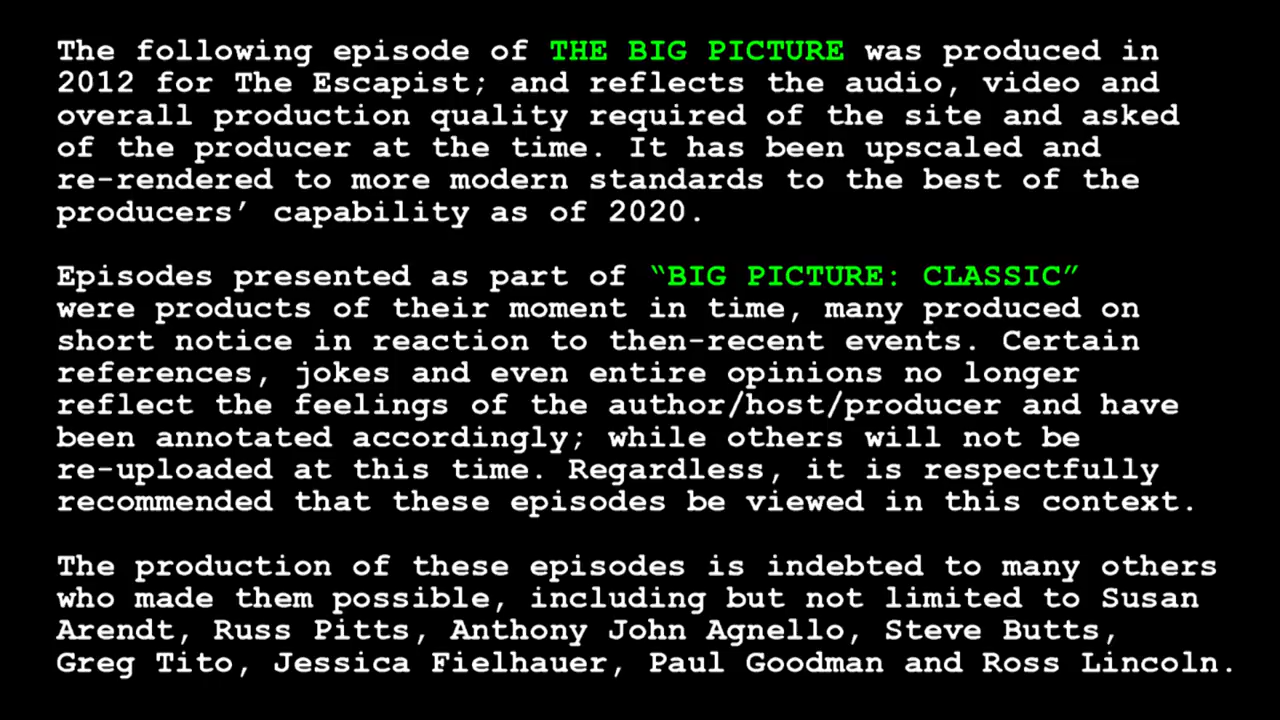 The following episode of THE BIG PICTURE was produced in
2012 for The Escapist; and reflects the audio, video and
overall production quality required of the site and asked
of the producer at the time. It has been upscaled and
re-rendered to more modern standards to the best of the
producers’ capability as of 2020.
Episodes presented as part of “BIG PICTURE: CLASSIC”
were products of their moment in time, many produced on
short notice in reaction to then-recent events. Certain
references, jokes and even entire opinions no longer
reflect the feelings of the author/host/producer and have
been annotated accordingly; while others will not be
re-uploaded at this time. Regardless, it is respectfully
recommended that these episodes be viewed in this context.
The production of these episodes is indebted to many others
who made them possible, including but not limited to Susan
Arendt, Russ Pitts, Anthony John Agnello, Steve Butts,
Greg Tito, Jessica Fielhauer, Paul Goodman and Ross Lincoln.